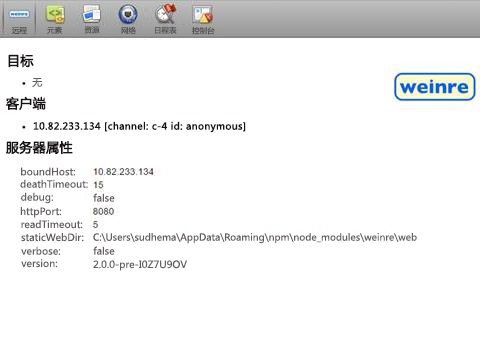 weinre
远程 元素 资源 网络 日程表 控制台
目标
无
weinre
客户端
10.82.233.134 [channel: c-4 id: anonymous]
服务器属性
boundHost: 10.82.233.134
deathTimeout: 15
debug: false
httpPort: 8080
readTimeout: 5
staticWebDir: C:\Users\sudhema\AppData\Roaming\npm\node_modules\weinre\web
verbose: false
version: 2.0.0-pre-I0Z7U9OV